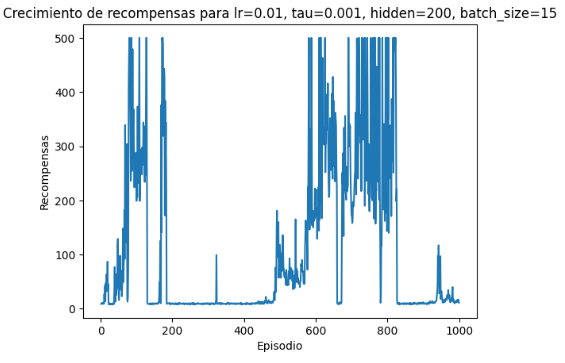 Crecimiento de recompensas para lr=0.01, tau=0.001, hidden=200, batch_size=15
500
400
300
200
100
0
Recompensas
0 200 400 600 800 1000
Episodio